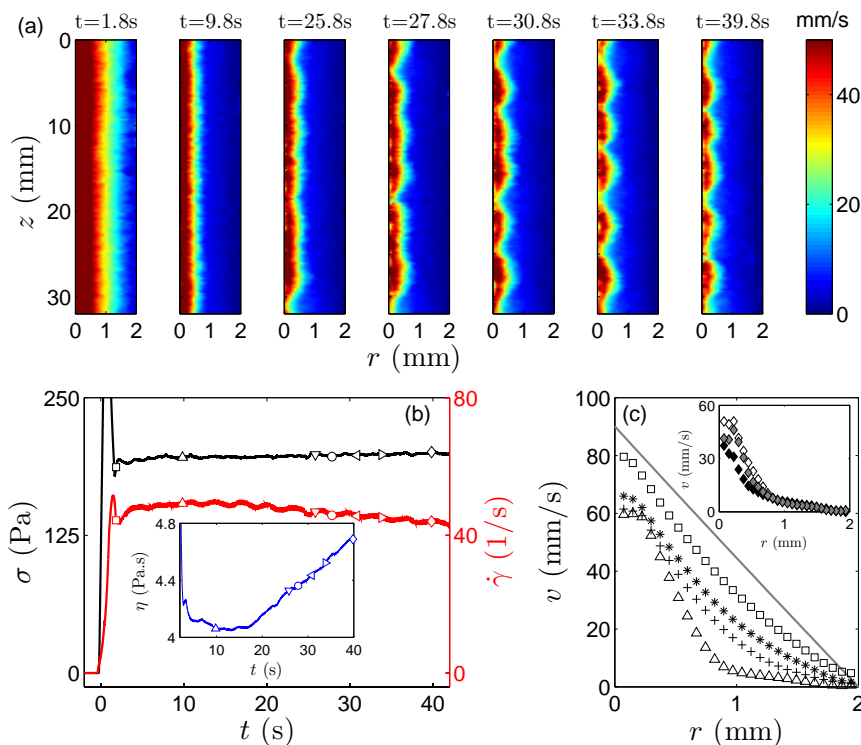 (a)
t=1.8s t=9.8s t=25.8s t=27.8s t=30.8s t=33.8s t=39.8s mm/s
0
10
20
30
z (mm)
0 1 2 0 1 2 0 1 2 0 1 2 0 1 2 0 1 2 0 1 2
r (mm)
40
20
0
(b)
250
125
0
σ (Pa)
80
40
0
γ̇ (1/s)
0 10 20 30 40
t (s)
4.8
4.4
4
η (Pa.s)
0 10 20 30 40
t (s)
(c)
100
80
60
40
20
0
v (mm/s)
0 1 2
r (mm)
60
30
0
v (mm/s)
0 1 2
r (mm)